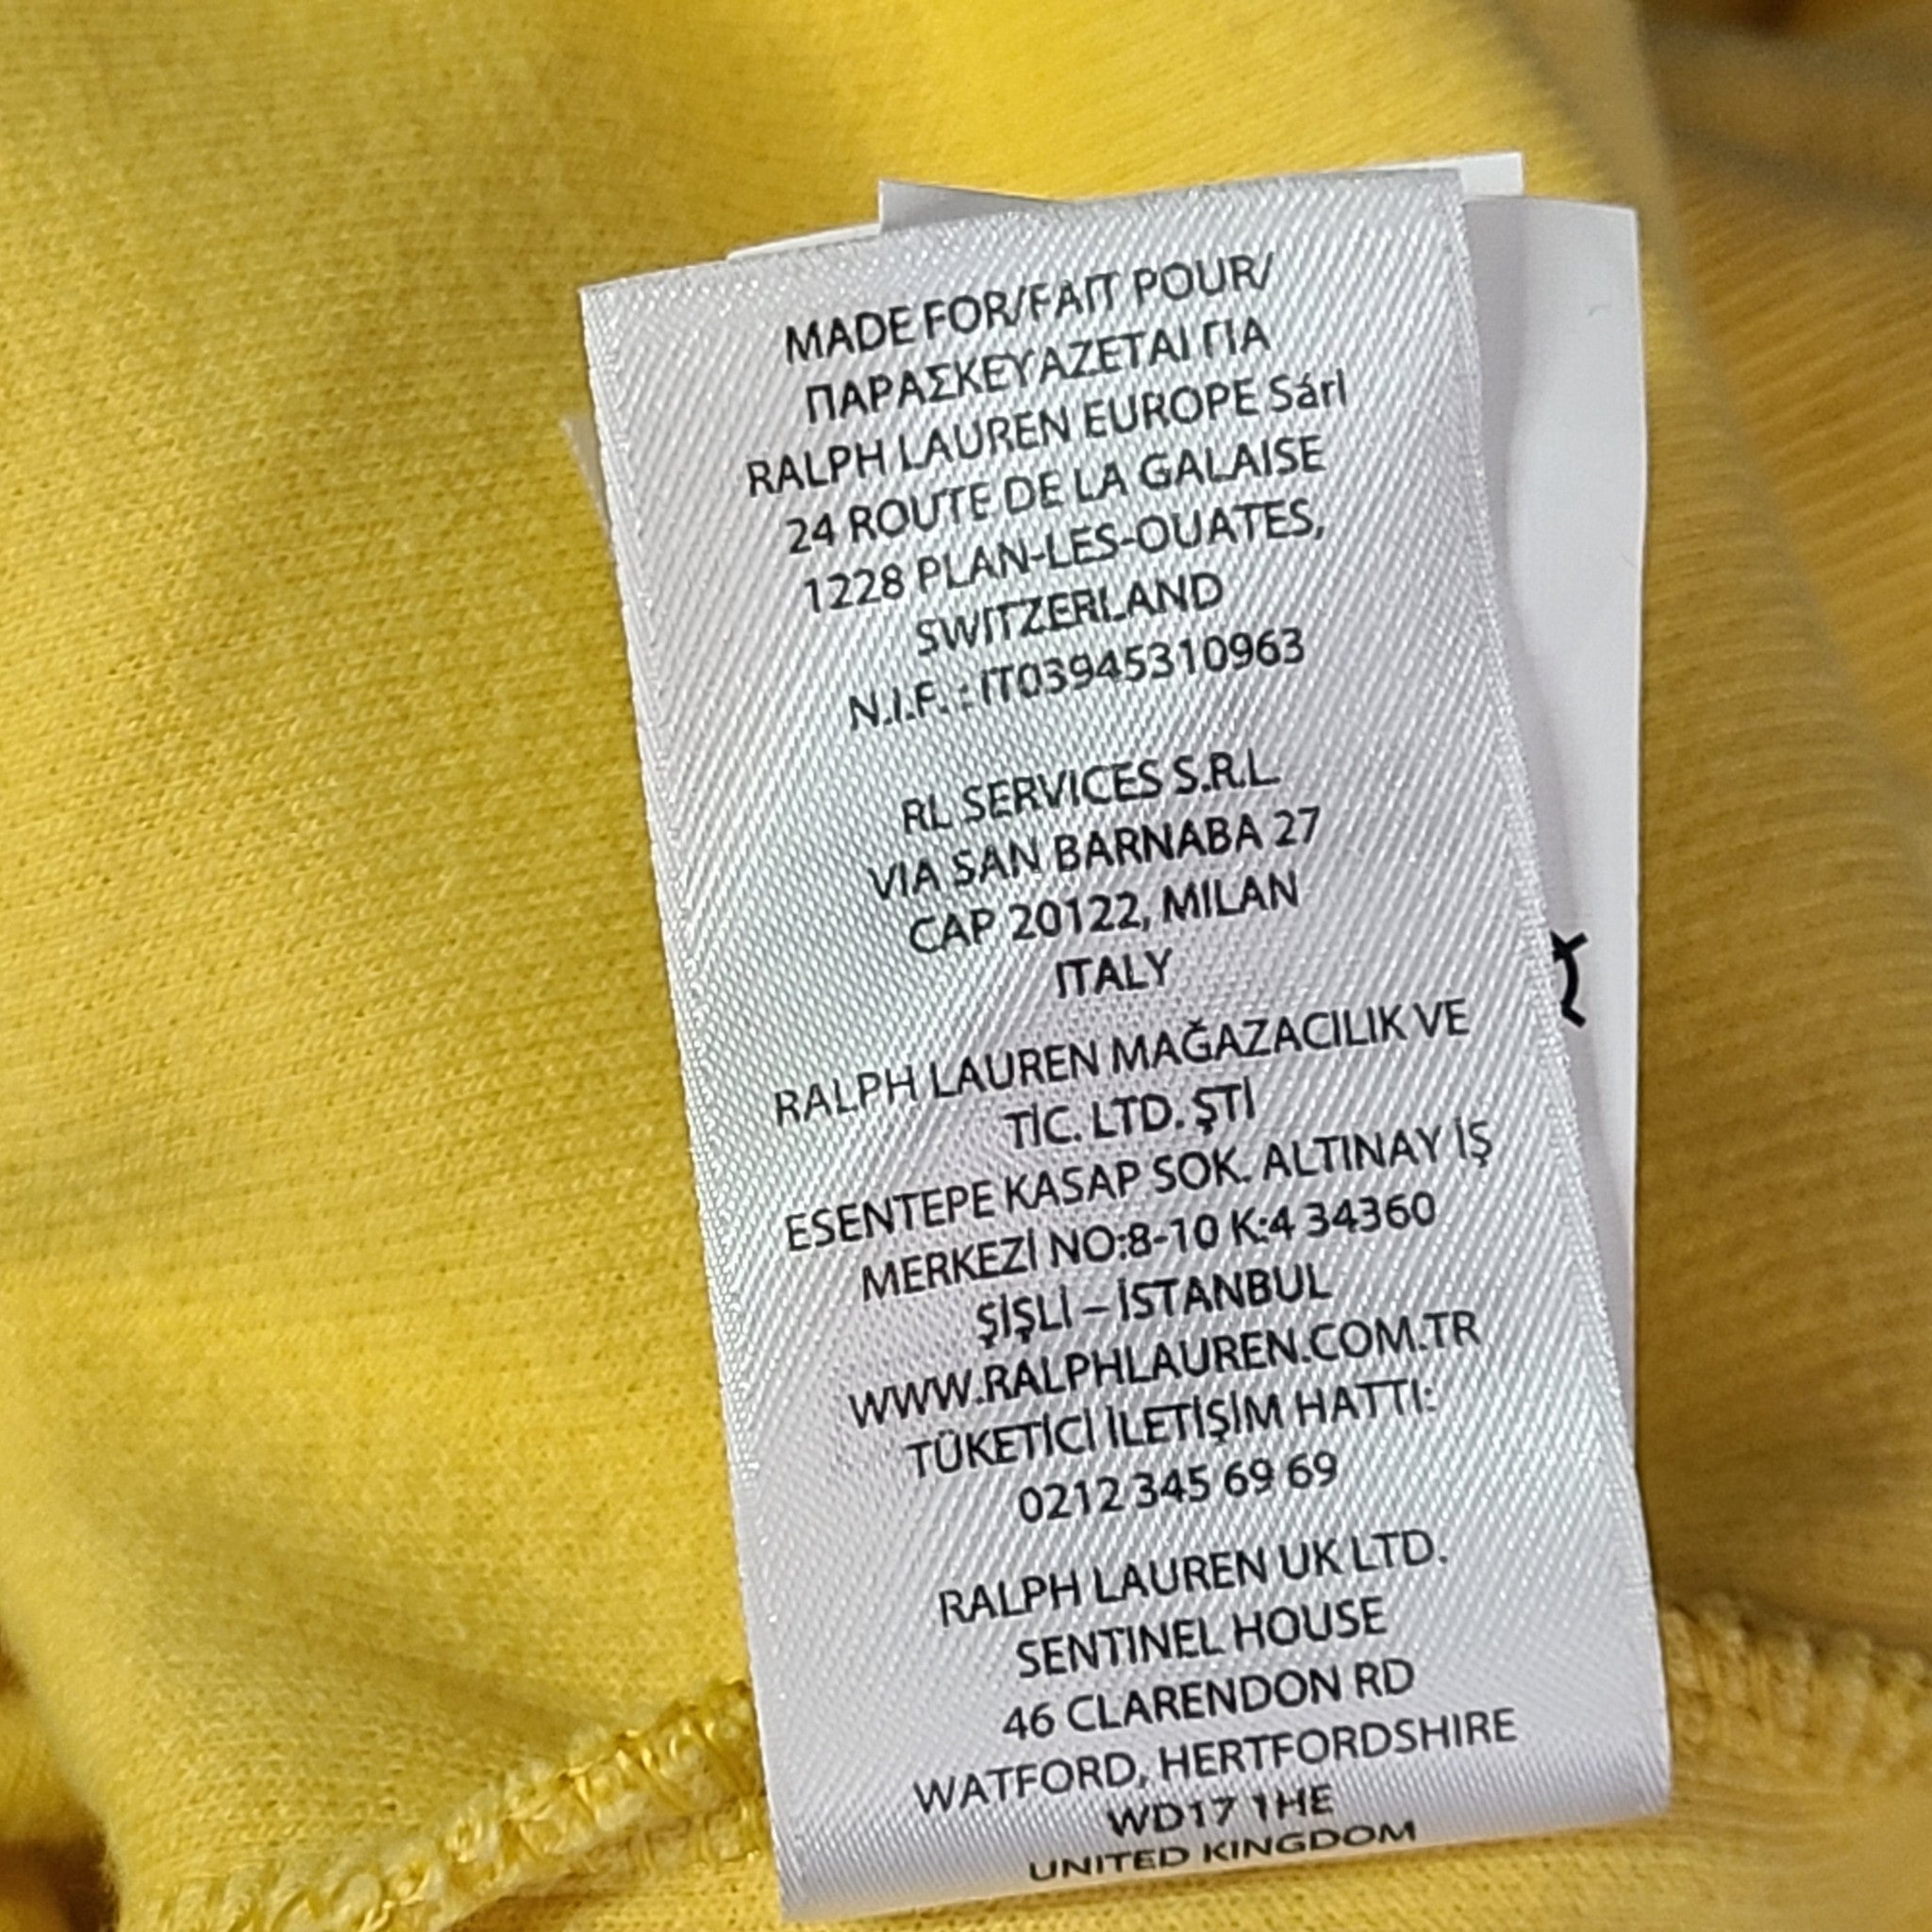 MADE FOR/FAIT POUR/
ΠΑΡΑΣΚΕΥΑΖΕΤΑΙ ΓΙΑ
RALPH LAUREN EUROPE Sárl
24 ROUTE DE LA GALAISE
1228 PLAN-LES-OUATES,
SWITZERLAND
N.I.F. : IT03945310963
RL SERVICES S.R.L.
VIA SAN BARNABA 27
CAP 20122, MILAN
ITALY
RALPH LAUREN MAĞAZACILIK VE
TİC. LTD. ŞTİ
ESENTEPE KASAP SOK. ALTINAY İŞ
MERKEZİ NO:8-10 K:4 34360
ŞİŞLİ – İSTANBUL
WWW.RALPHLAUREN.COM.TR
TÜKETİCİ İLETİŞİM HATTI:
0212 345 69 69
RALPH LAUREN UK LTD.
SENTINEL HOUSE
46 CLARENDON RD
WATFORD, HERTFORDSHIRE
WD17 1HE
UNITED KINGDOM